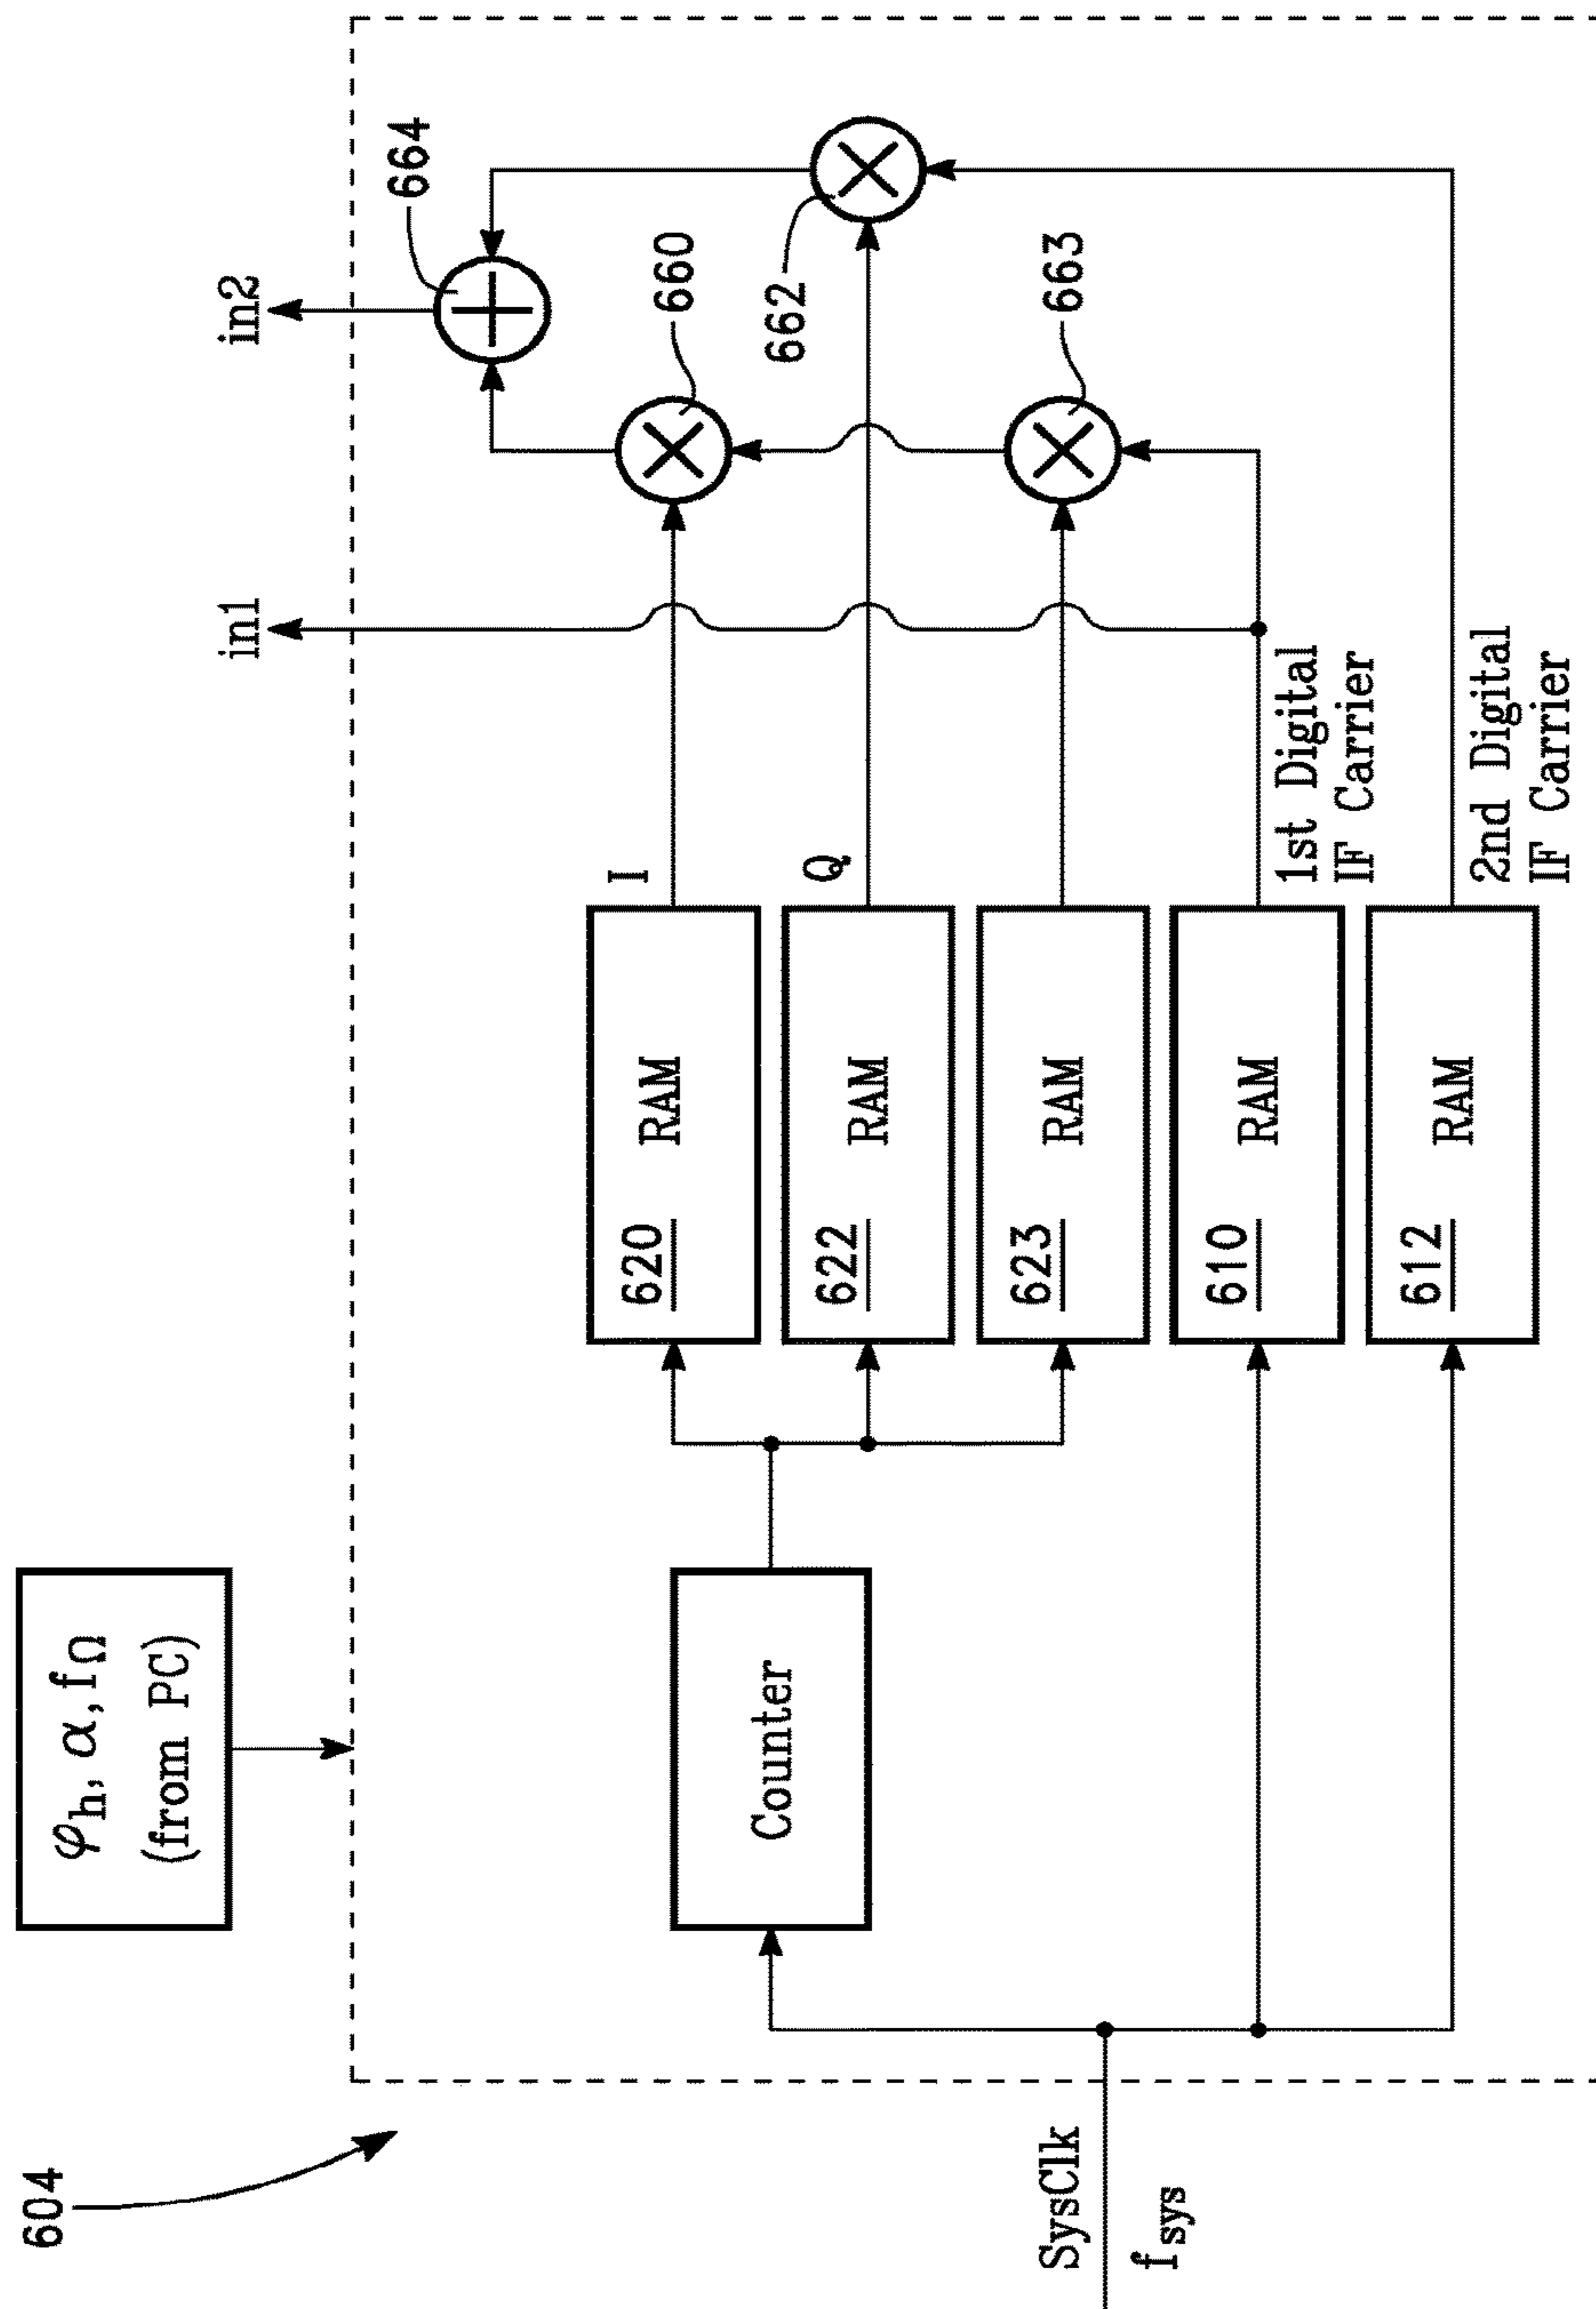 604
φh, α, fΩ
(from PC)
SysClk
fsys
Counter
620 RAM
622 RAM
623 RAM
610 RAM
612 RAM
I
Q
1st Digital
IF Carrier
2nd Digital
IF Carrier
in1
in2
660
662
663
664